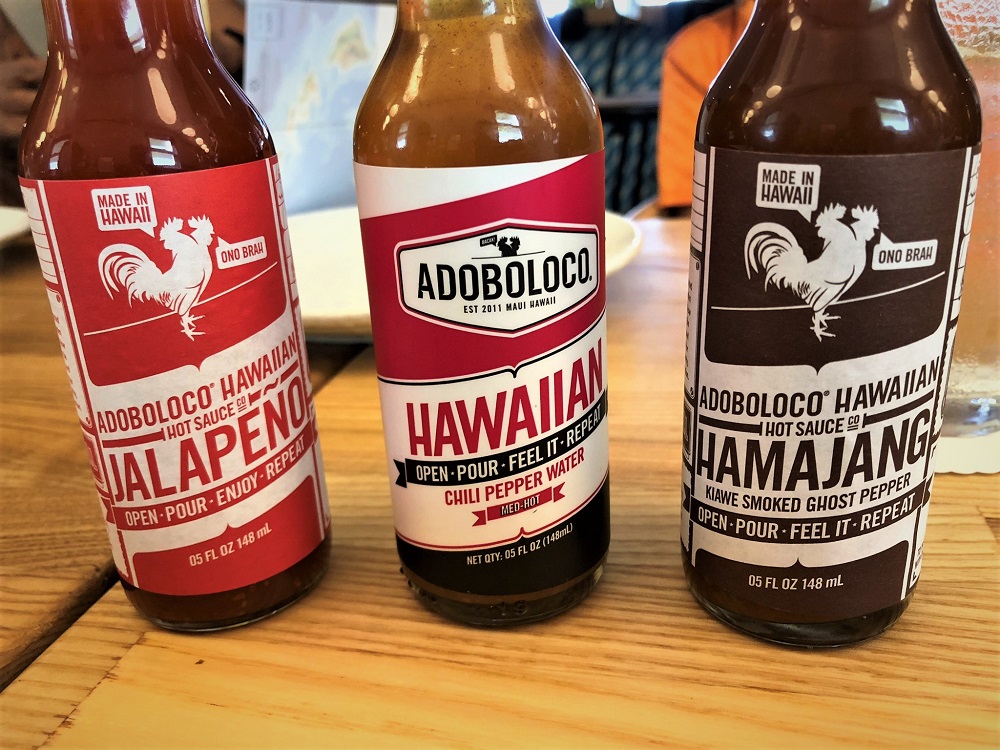 MADE IN
HAWAII
ONO BRAH
ADOBOLOCO® HAWAIIAN
HOT SAUCE CO
JALAPEÑO
OPEN · POUR · ENJOY · REPEAT
05 FL OZ 148 mL
ADOBOLOCO.
EST 2011 MAUI HAWAII
HAWAIIAN
OPEN · POUR · FEEL IT · REPEAT
CHILI PEPPER WATER
MED-HOT
NET QTY: 05 FL OZ (148mL)
MADE IN
HAWAII
ONO BRAH
ADOBOLOCO® HAWAIIAN
HOT SAUCE CO
HAMAJANG
KIAWE SMOKED GHOST PEPPER
OPEN · POUR · FEEL IT · REPEAT
05 FL OZ 148 mL